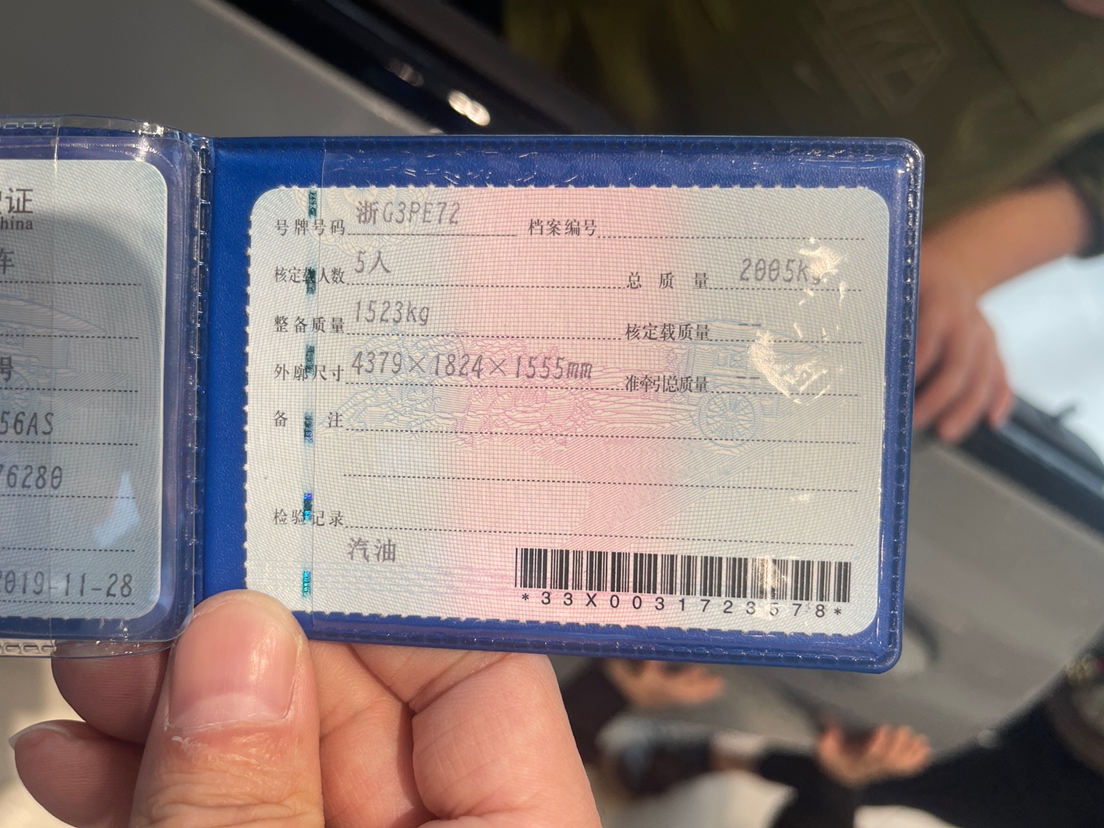 证
hina
车
号
56AS
76280
2019-11-28
号牌号码 浙G3PE72 档案编号
核定载人数 5人 总质量 2005kg
整备质量 1523kg 核定载质量 --
外廓尺寸 4379×1824×1555mm 准牵引总质量 --
备注
检验记录
汽油
*33X0031723578*